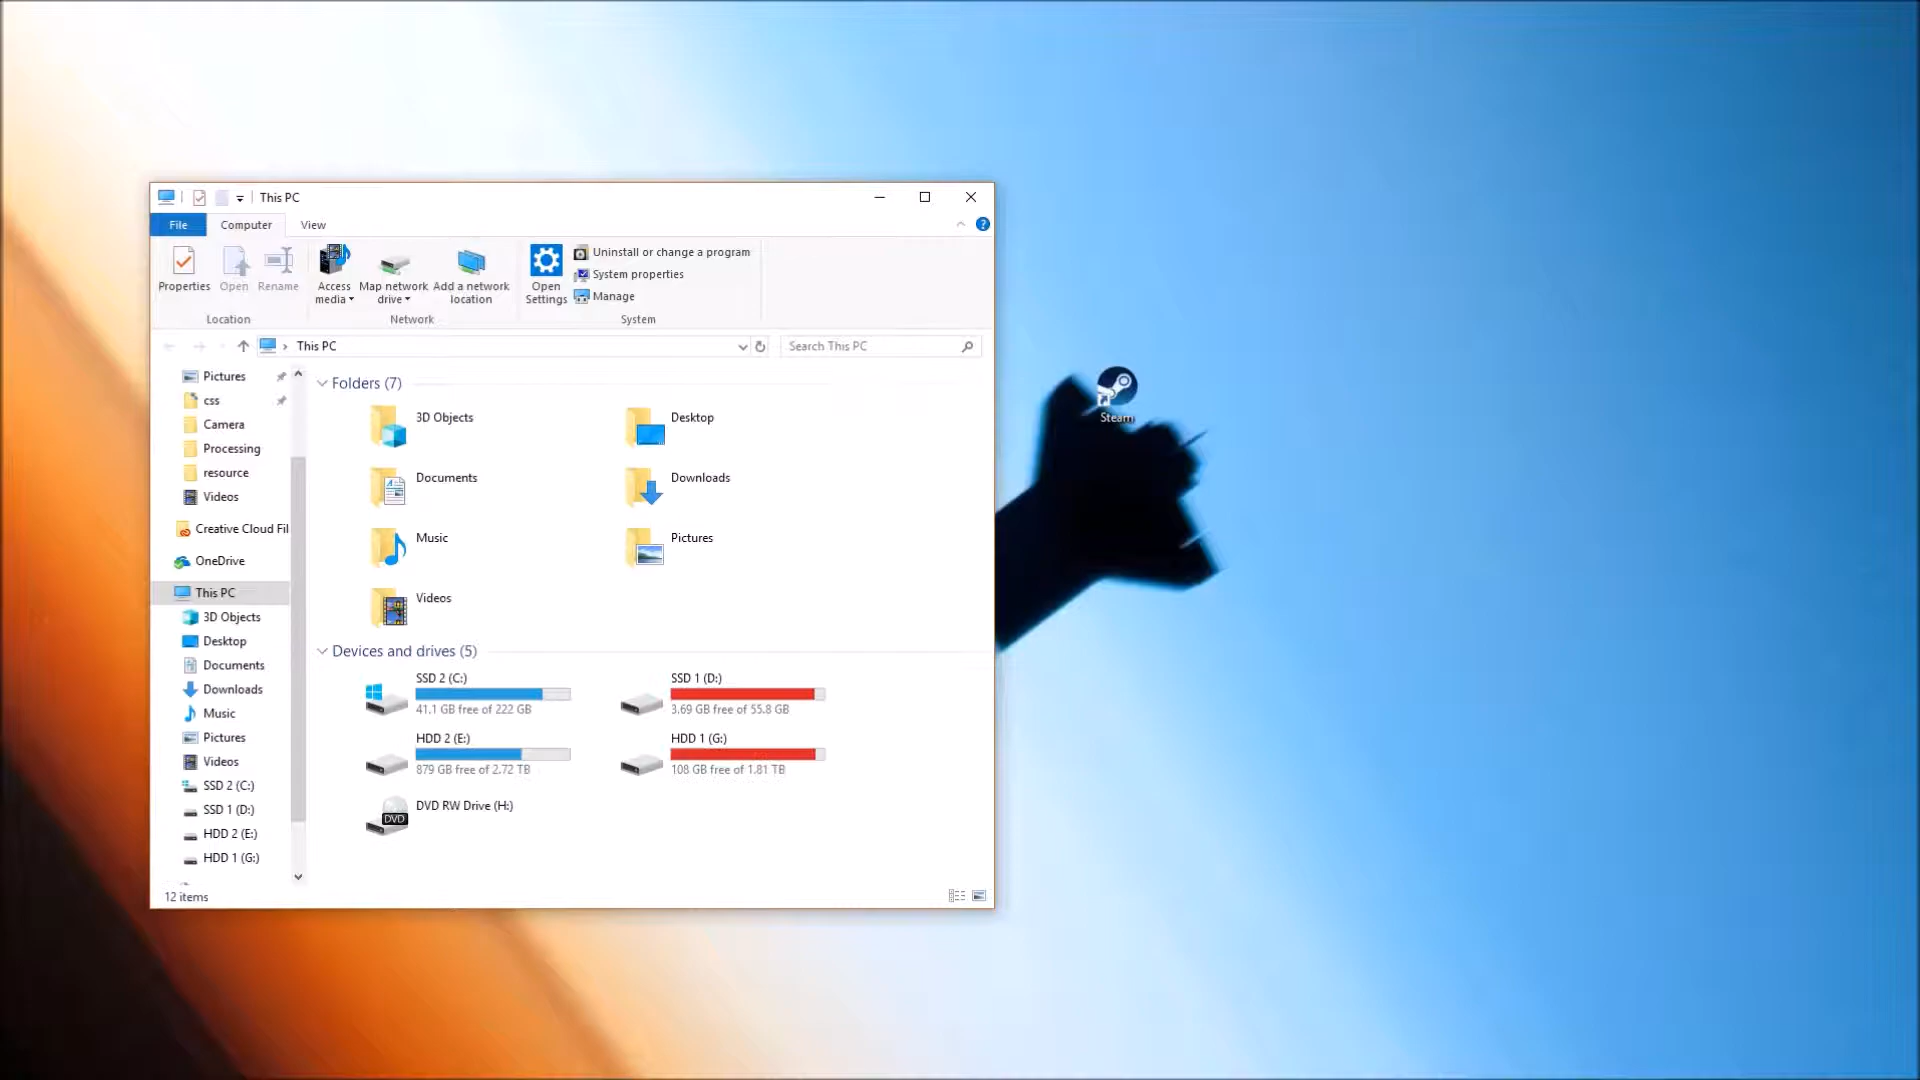 This PC
File
Computer
View
Properties
Open
Rename
Access media
Map network drive
Add a network location
Open Settings
Uninstall or change a program
System properties
Manage
Location
Network
System
This PC
Search This PC
Pictures
css
Camera
Processing
resource
Videos
Creative Cloud Fil
OneDrive
This PC
3D Objects
Desktop
Documents
Downloads
Music
Pictures
Videos
SSD 2 (C:)
SSD 1 (D:)
HDD 2 (E:)
HDD 1 (G:)
Folders (7)
3D Objects
Desktop
Documents
Downloads
Music
Pictures
Videos
Devices and drives (5)
SSD 2 (C:)
41.1 GB free of 222 GB
SSD 1 (D:)
3.69 GB free of 55.8 GB
HDD 2 (E:)
879 GB free of 2.72 TB
HDD 1 (G:)
108 GB free of 1.81 TB
DVD
DVD RW Drive (H:)
12 items
Steam